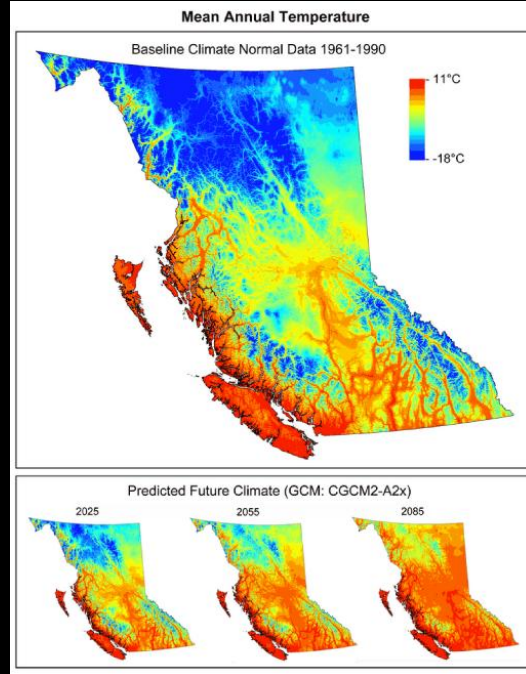 Mean Annual Temperature
Baseline Climate Normal Data 1961-1990
11°C
-18°C
Predicted Future Climate (GCM: CGCM2-A2x)
2025
2055
2085